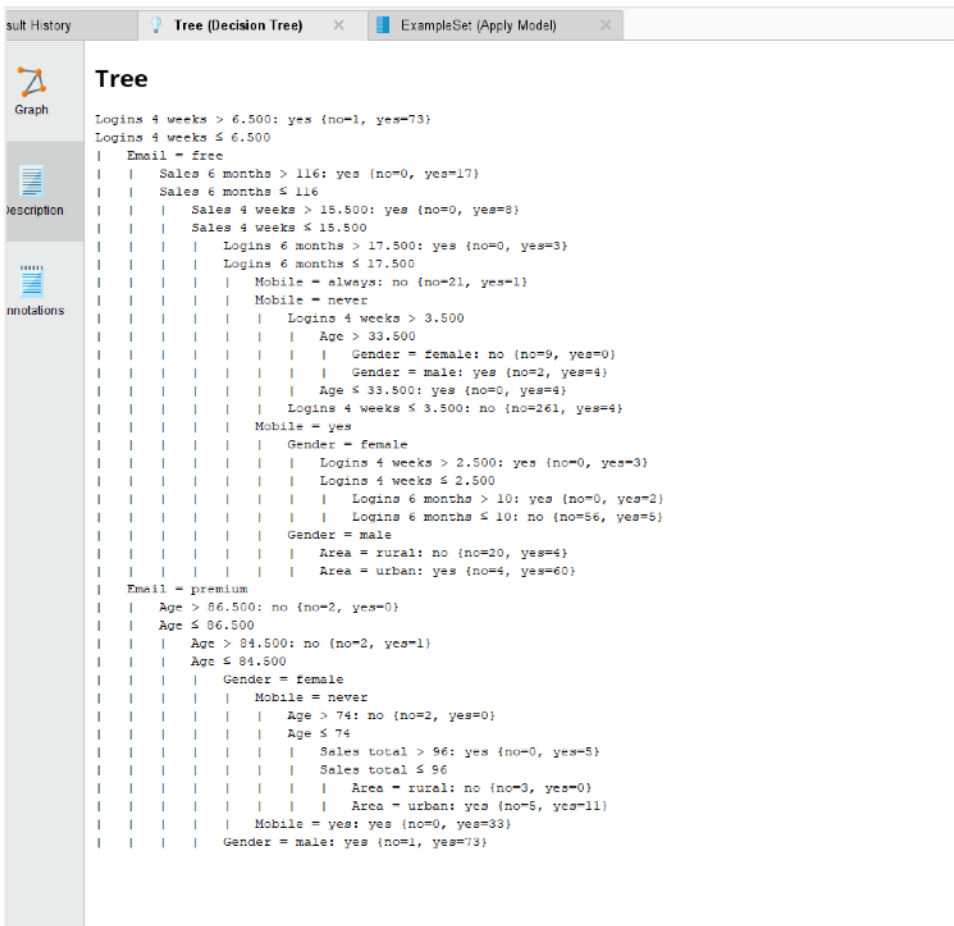 sult History
Tree (Decision Tree)
ExampleSet (Apply Model)
Graph
Description
nnotations
Tree
Logins 4 weeks > 6.500: yes {no=1, yes=73}
Logins 4 weeks ≤ 6.500
|   Email = free
|   |   Sales 6 months > 116: yes {no=0, yes=17}
|   |   Sales 6 months ≤ 116
|   |   |   Sales 4 weeks > 15.500: yes {no=0, yes=8}
|   |   |   Sales 4 weeks ≤ 15.500
|   |   |   |   Logins 6 months > 17.500: yes {no=0, yes=3}
|   |   |   |   Logins 6 months ≤ 17.500
|   |   |   |   |   Mobile = always: no {no=21, yes=1}
|   |   |   |   |   Mobile = never
|   |   |   |   |   |   Logins 4 weeks > 3.500
|   |   |   |   |   |   |   Age > 33.500
|   |   |   |   |   |   |   |   Gender = female: no {no=9, yes=0}
|   |   |   |   |   |   |   |   Gender = male: yes {no=2, yes=4}
|   |   |   |   |   |   |   Age ≤ 33.500: yes {no=0, yes=4}
|   |   |   |   |   |   Logins 4 weeks ≤ 3.500: no {no=261, yes=4}
|   |   |   |   |   Mobile = yes
|   |   |   |   |   |   Gender = female
|   |   |   |   |   |   |   Logins 4 weeks > 2.500: yes {no=0, yes=3}
|   |   |   |   |   |   |   Logins 4 weeks ≤ 2.500
|   |   |   |   |   |   |   |   Logins 6 months > 10: yes {no=0, yes=2}
|   |   |   |   |   |   |   |   Logins 6 months ≤ 10: no {no=56, yes=5}
|   |   |   |   |   |   Gender = male
|   |   |   |   |   |   |   Area = rural: no {no=20, yes=4}
|   |   |   |   |   |   |   Area = urban: yes {no=4, yes=60}
|   Email = premium
|   |   Age > 86.500: no {no=2, yes=0}
|   |   Age ≤ 86.500
|   |   |   Age > 84.500: no {no=2, yes=1}
|   |   |   Age ≤ 84.500
|   |   |   |   Gender = female
|   |   |   |   |   Mobile = never
|   |   |   |   |   |   Age > 74: no {no=2, yes=0}
|   |   |   |   |   |   Age ≤ 74
|   |   |   |   |   |   |   Sales total > 96: yes {no=0, yes=5}
|   |   |   |   |   |   |   Sales total ≤ 96
|   |   |   |   |   |   |   |   Area = rural: no {no=3, yes=0}
|   |   |   |   |   |   |   |   Area = urban: yes {no=5, yes=11}
|   |   |   |   |   Mobile = yes: yes {no=0, yes=33}
|   |   |   |   Gender = male: yes {no=1, yes=73}